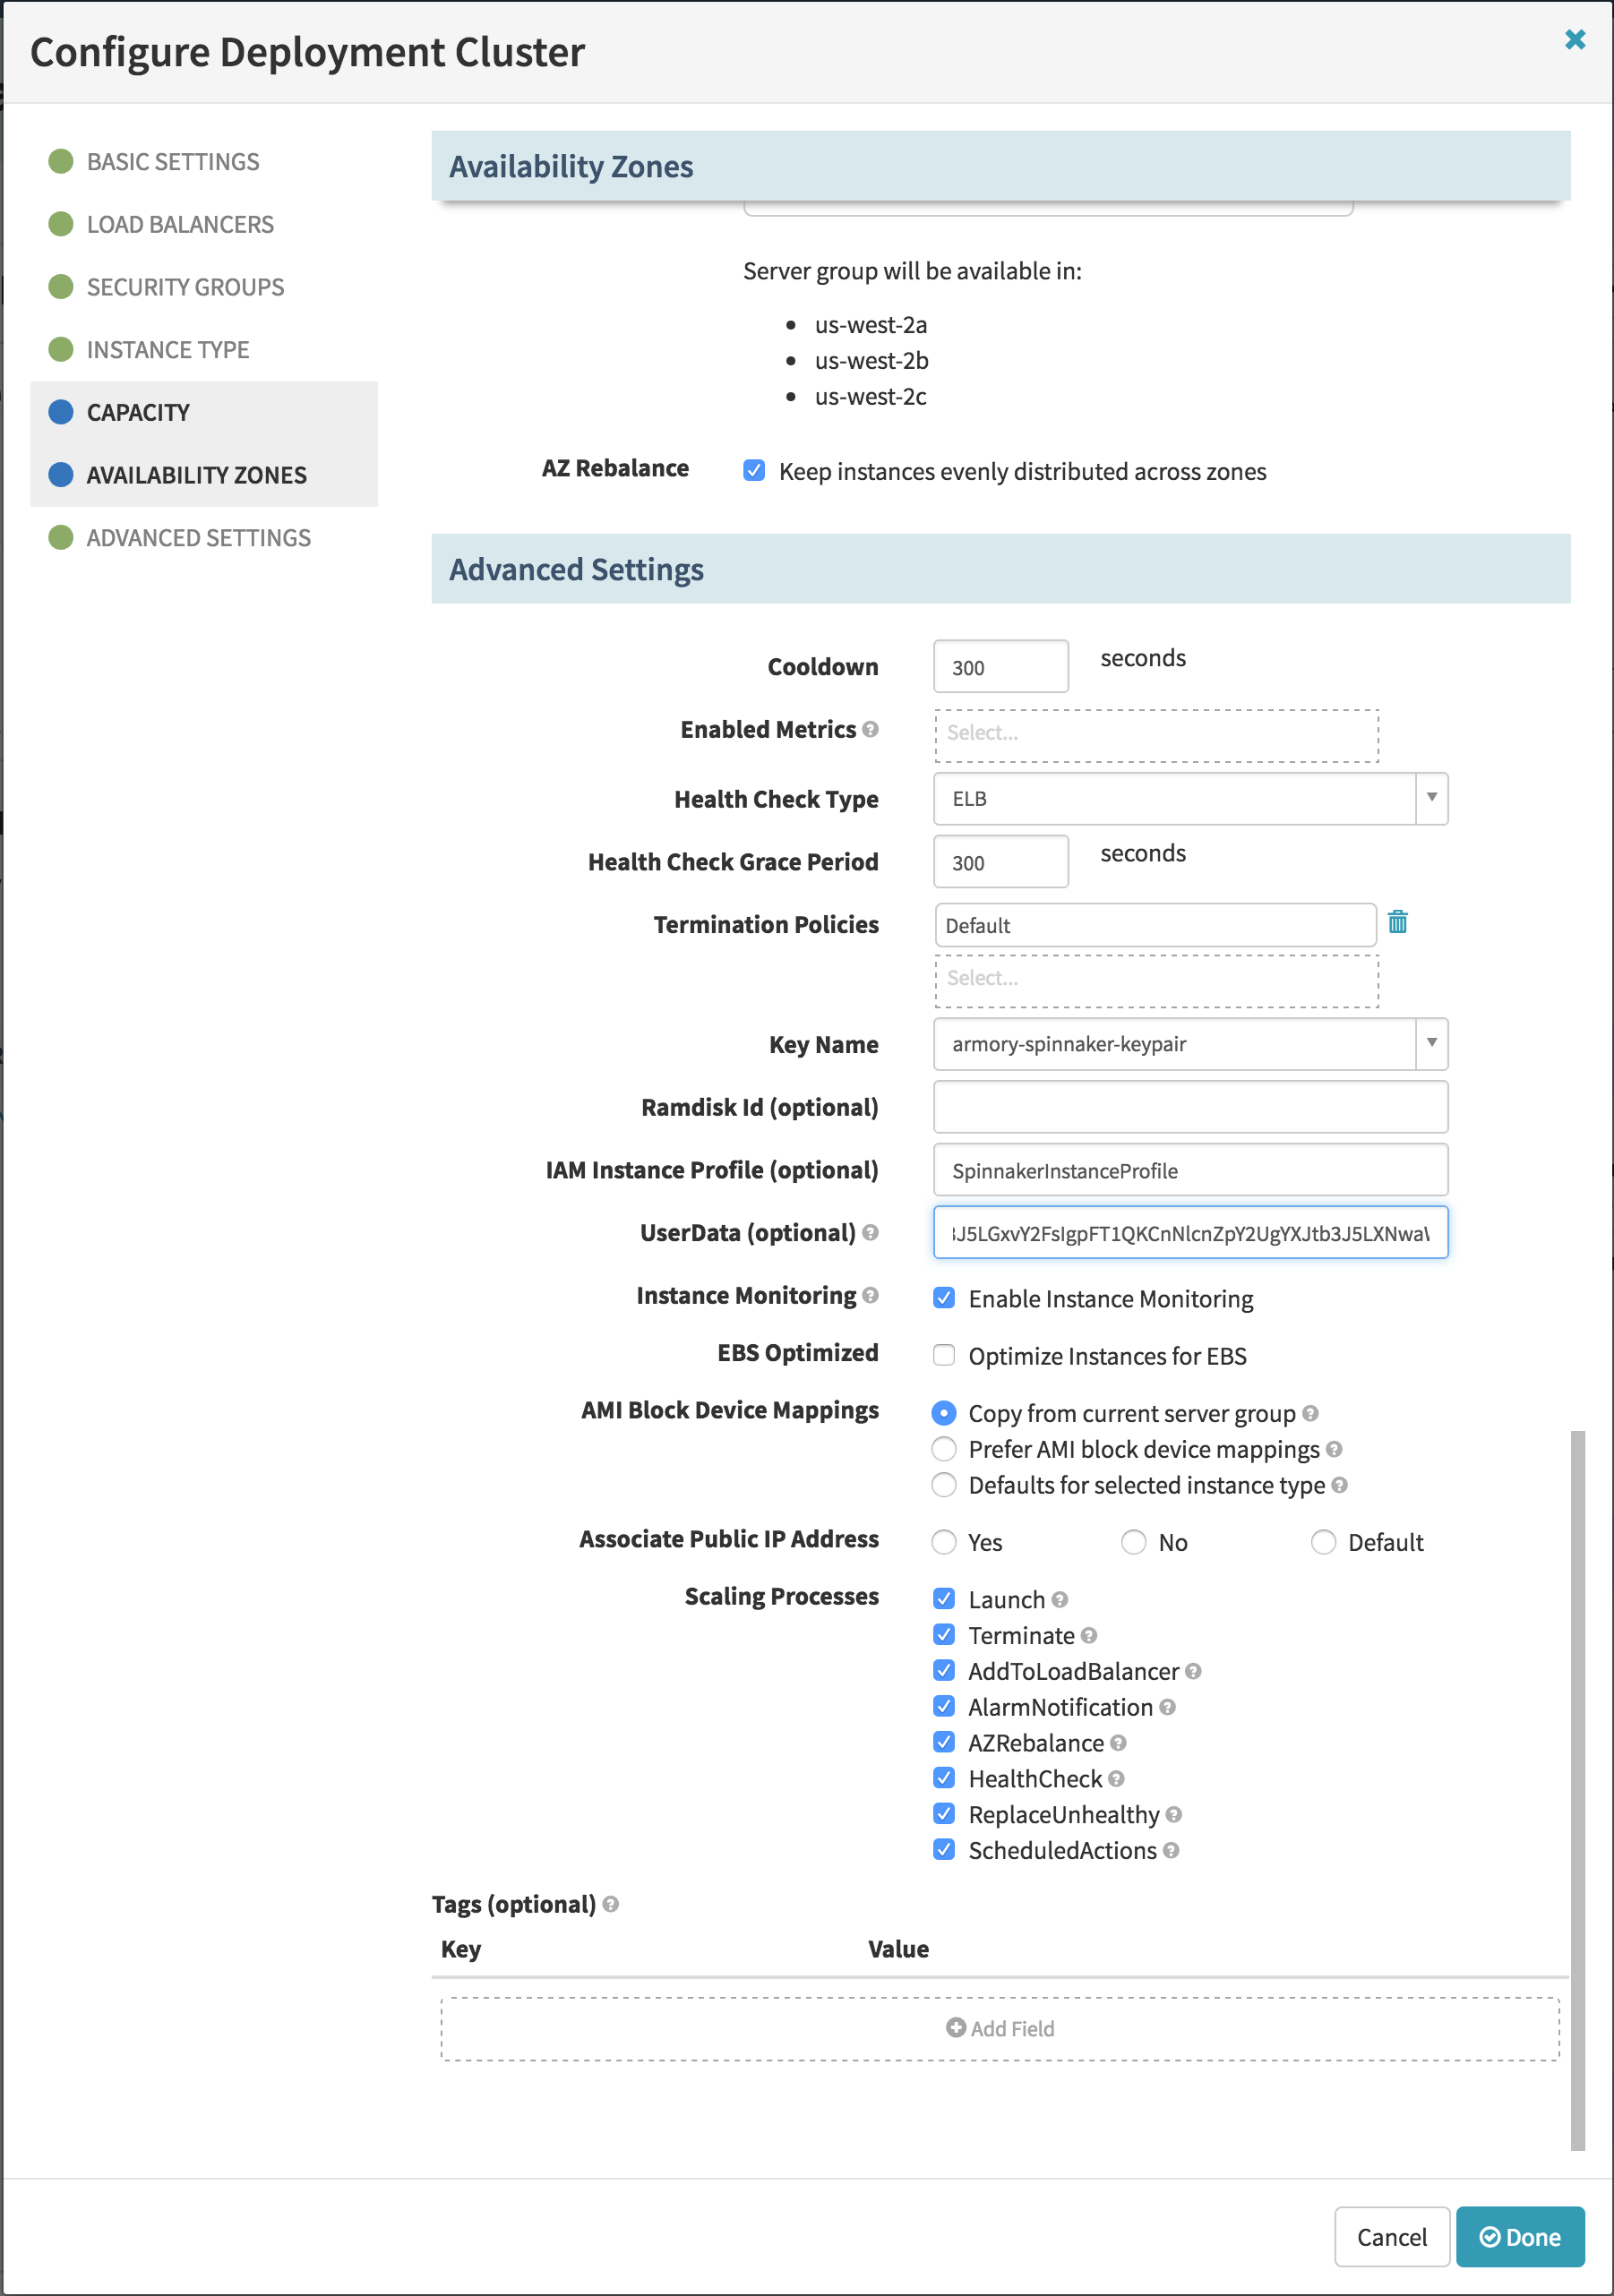 Configure Deployment Cluster
BASIC SETTINGS
LOAD BALANCERS
SECURITY GROUPS
INSTANCE TYPE
CAPACITY
AVAILABILITY ZONES
ADVANCED SETTINGS
Availability Zones
Server group will be available in:
us-west-2a
us-west-2b
us-west-2c
AZ Rebalance Keep instances evenly distributed across zones
Advanced Settings
Cooldown 300 seconds
Enabled Metrics Select...
Health Check Type ELB
Health Check Grace Period 300 seconds
Termination Policies Default
Select...
Key Name armory-spinnaker-keypair
Ramdisk Id (optional)
IAM Instance Profile (optional) SpinnakerInstanceProfile
UserData (optional)
Instance Monitoring Enable Instance Monitoring
EBS Optimized Optimize Instances for EBS
AMI Block Device Mappings Copy from current server group
Prefer AMI block device mappings
Defaults for selected instance type
Associate Public IP Address Yes No Default
Scaling Processes Launch
Terminate
AddToLoadBalancer
AlarmNotification
AZRebalance
HealthCheck
ReplaceUnhealthy
ScheduledActions
Tags (optional)
Key Value
Add Field
Cancel Done